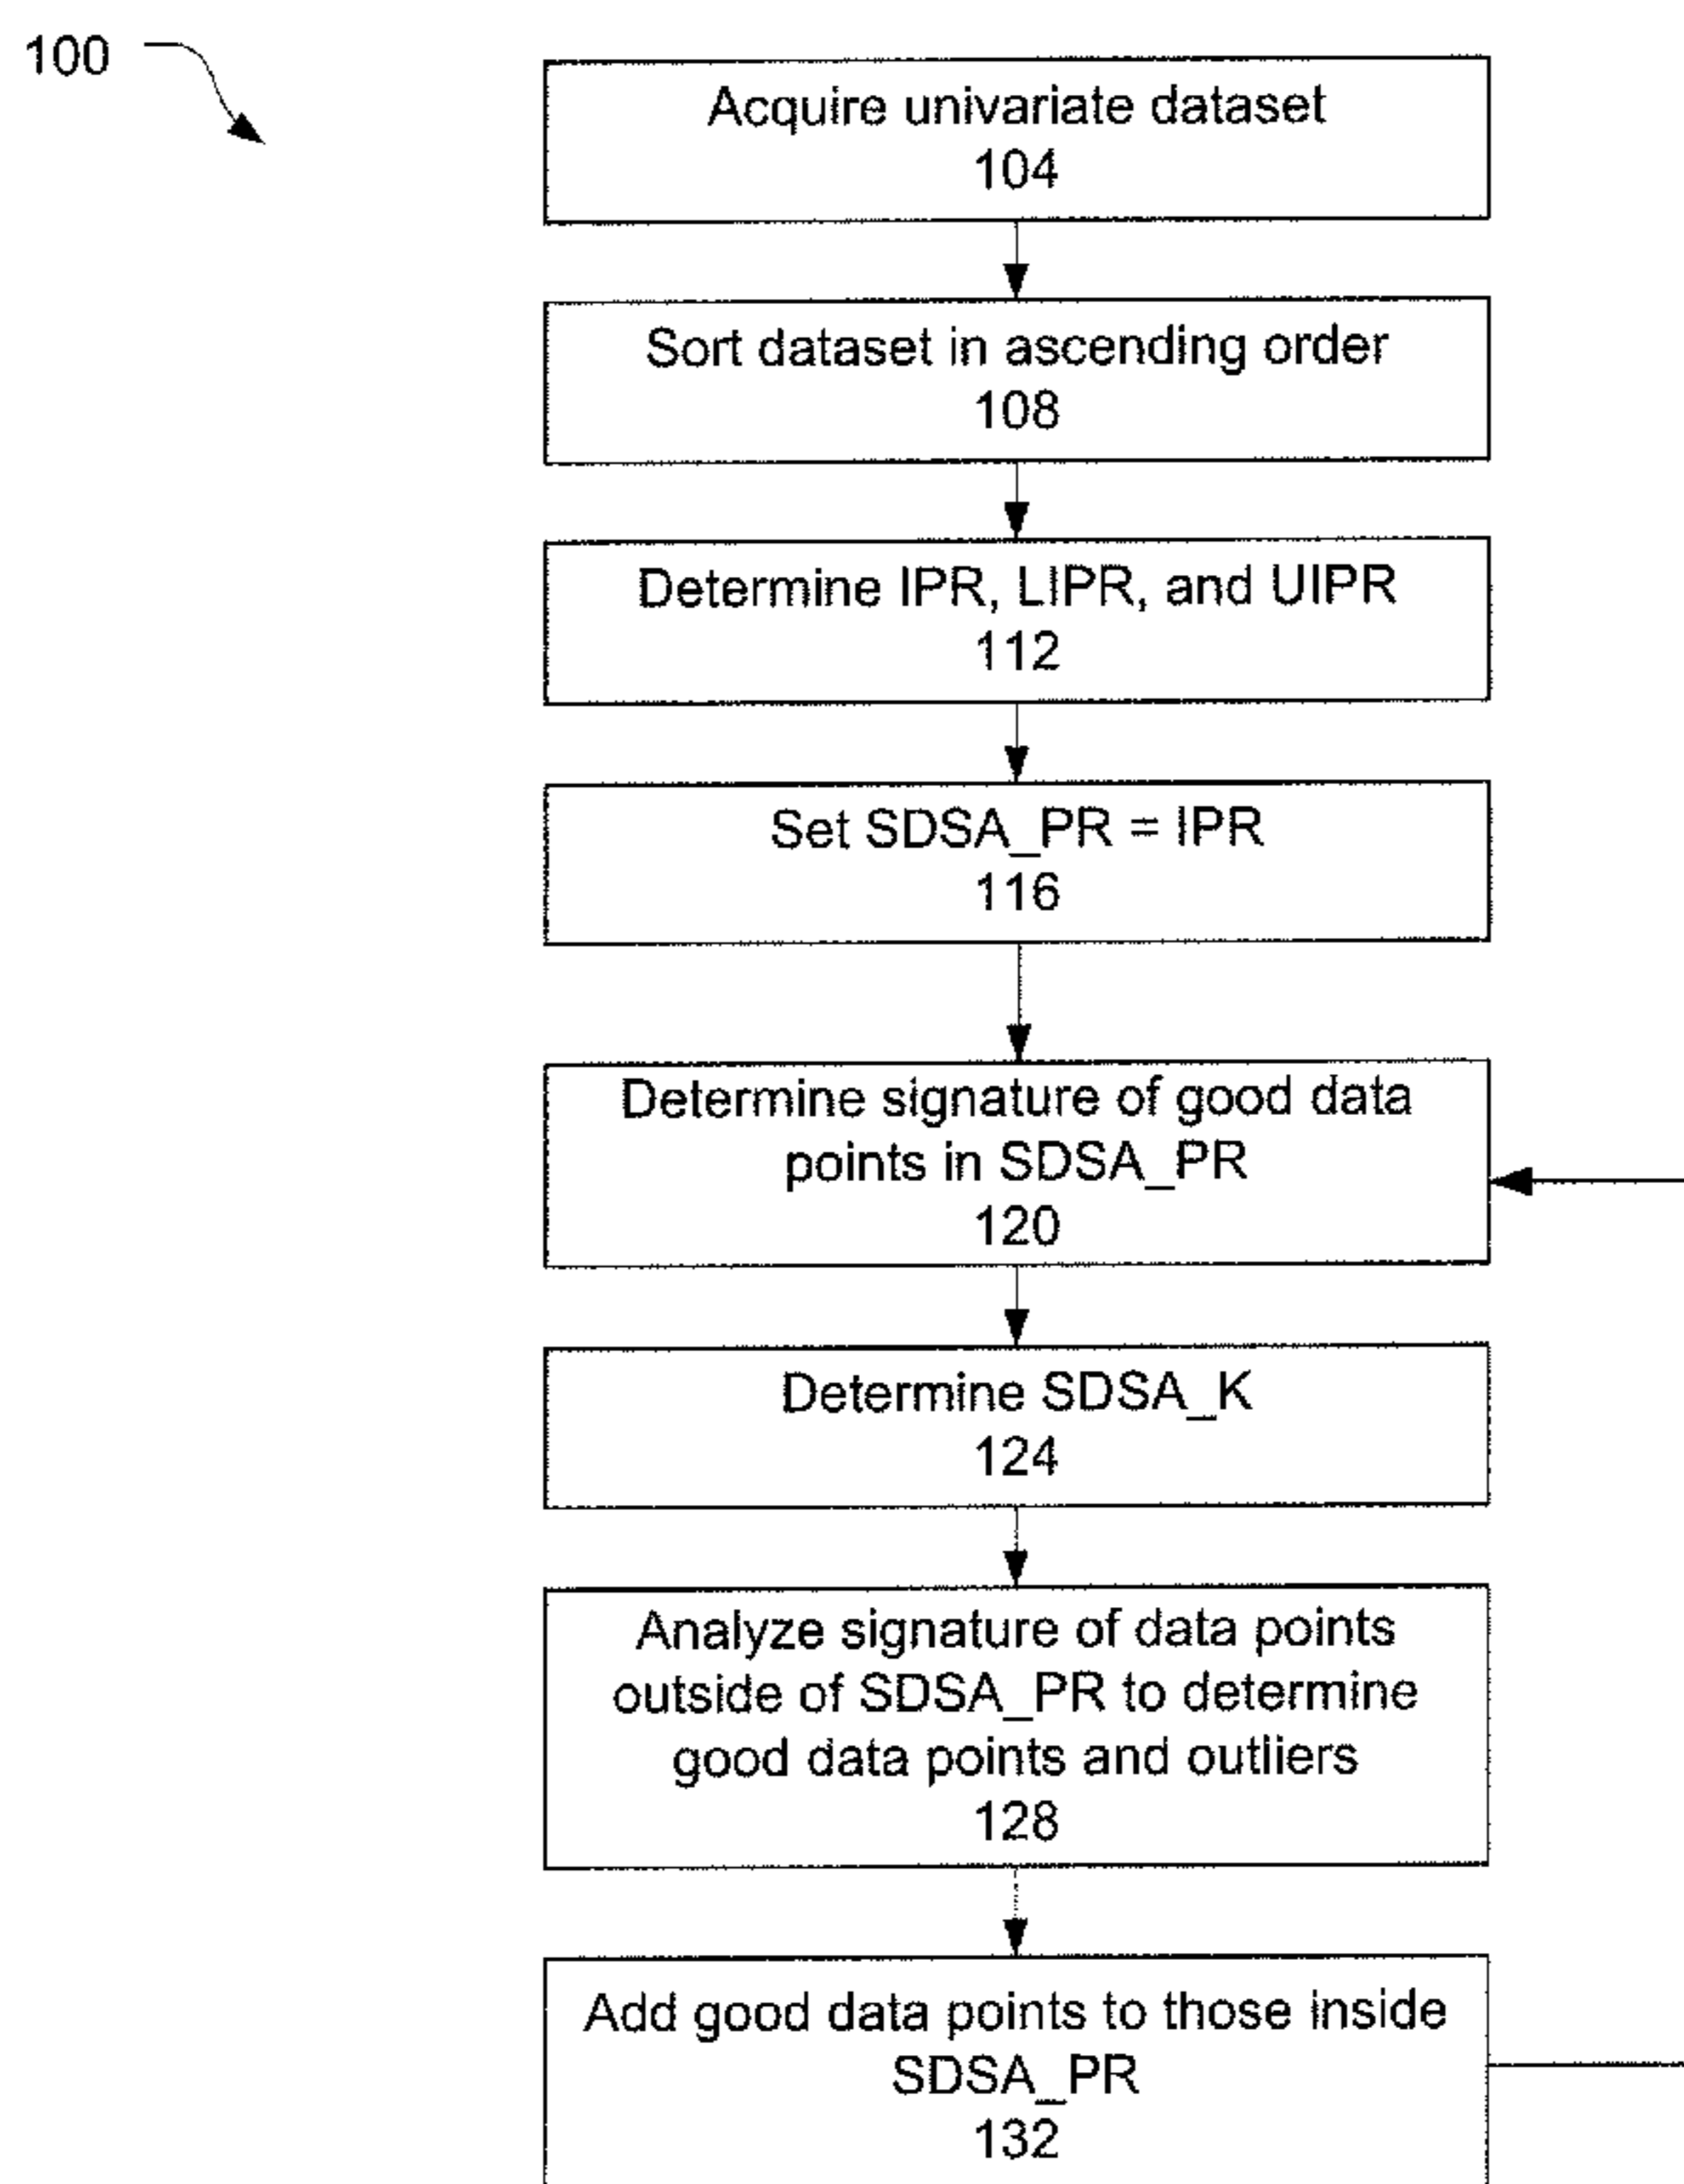 100
Acquire univariate dataset
104
Sort dataset in ascending order
108
Determine IPR, LIPR, and UIPR
112
Set SDSA_PR = IPR
116
Determine signature of good data
points in SDSA_PR
120
Determine SDSA_K
124
Analyze signature of data points
outside of SDSA_PR to determine
good data points and outliers
128
Add good data points to those inside
SDSA_PR
132